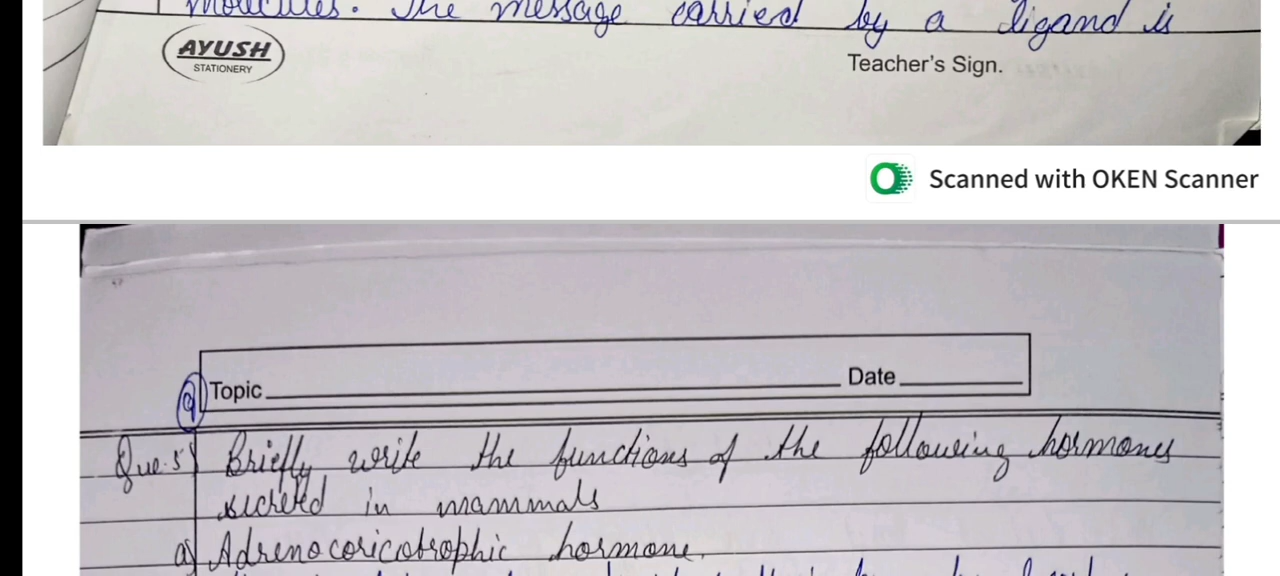 molecules. The message carried by a ligand is
AYUSH
STATIONERY
Teacher's Sign.
Scanned with OKEN Scanner
9
Topic
Date
Que.5) Briefly write the functions of the following hormones
secreted in mammals
a) Adrenocoricotrophic hormone.